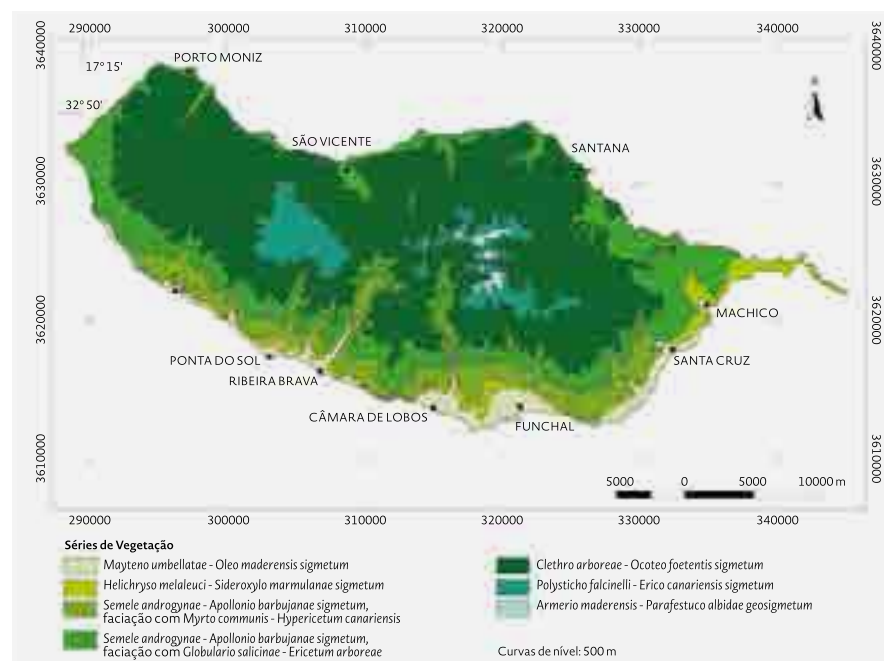 290000 300000 310000 320000 330000 340000
3640000 3640000
PORTO MONIZ
17°15'
32°50'
SÃO VICENTE
SANTANA
3630000 3630000
3620000 3620000
MACHICO
PONTA DO SOL
SANTA CRUZ
RIBEIRA BRAVA
CÂMARA DE LOBOS
FUNCHAL
3610000 3610000
5000 0 5000 10000 m
290000 300000 310000 320000 330000 340000
Séries de Vegetação
Mayteno umbellatae - Oleo maderensis sigmetum
Helichryso melaleuci - Sideroxylo marmulanae sigmetum
Semele androgynae - Apollonio barbujanae sigmetum,
faciação com Myrto communis - Hypericetum canariensis
Semele androgynae - Apollonio barbujanae sigmetum,
faciação com Globulario salicinae - Ericetum arboreae
Clethro arboreae - Ocoteo foetentis sigmetum
Polysticho falcinelli - Erico canariensis sigmetum
Armerio maderensis - Parafestuco albidae geosigmetum
Curvas de nível: 500 m